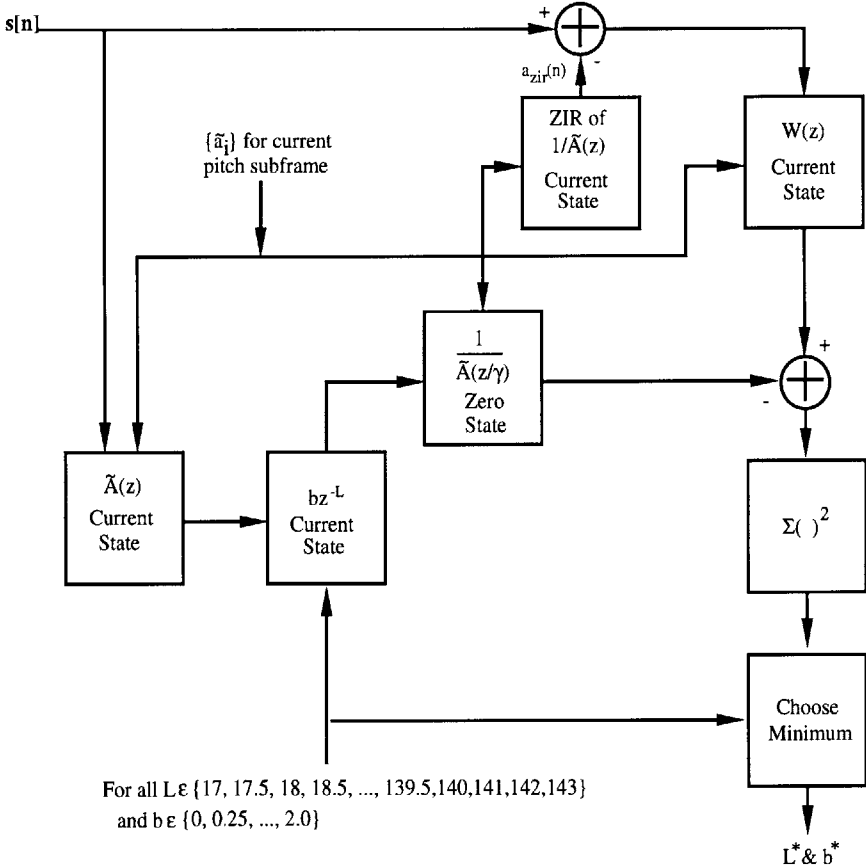 s[n]
+
-
a_zir(n)
ZIR of
1/Ã(z)
Current
State
W(z)
Current
State
{ã_i} for current
pitch subframe
1
Ã(z/γ)
Zero
State
+
-
Ã(z)
Current
State
bz^-L
Current
State
Σ( )^2
Choose
Minimum
For all L ε {17, 17.5, 18, 18.5, ..., 139.5,140,141,142,143}
and b ε {0, 0.25, ..., 2.0}
L* & b*